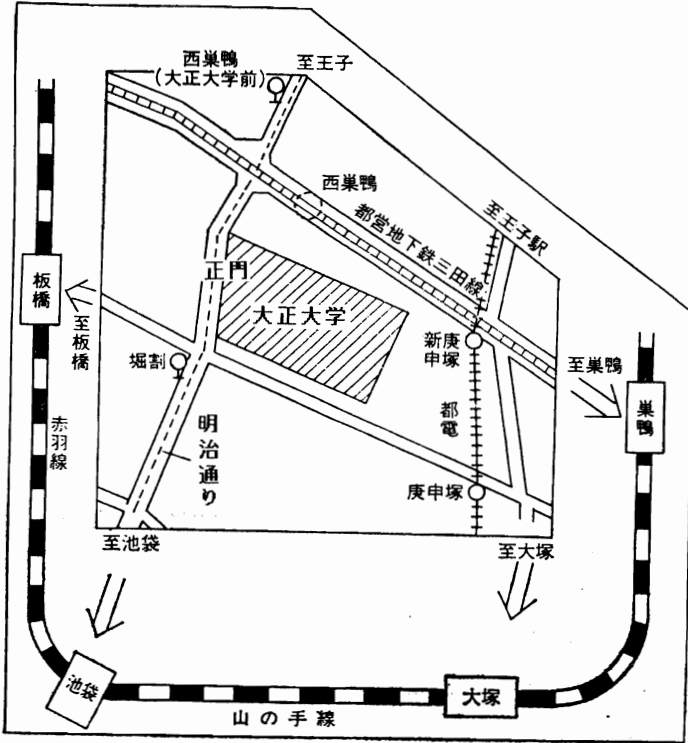 西巣鴨
(大正大学前)
至王子
西巣鴨
至王子駅
都営地下鉄三田線
板橋
至板橋
正門
大正大学
堀割
新庚
申塚
至巣鴨
巣鴨
赤羽線
明治通り
都電
庚申塚
至池袋
至大塚
池袋
大塚
山の手線